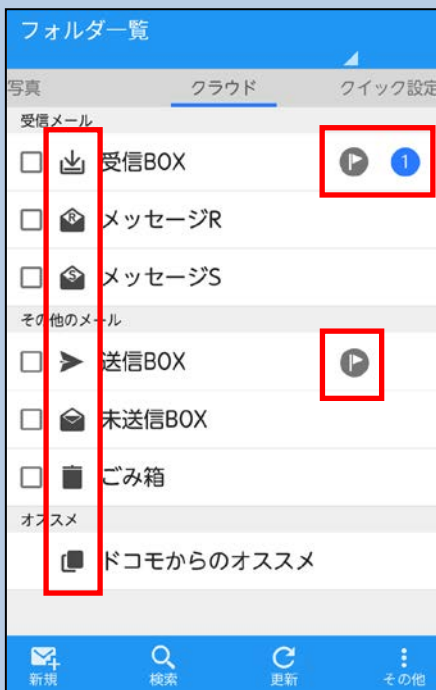 フォルダ一覧
写真 クラウド クイック設定
受信メール
受信BOX 1
R メッセージR
S メッセージS
その他のメール
送信BOX
未送信BOX
ごみ箱
オススメ
ドコモからのオススメ
新規 検索 更新 その他